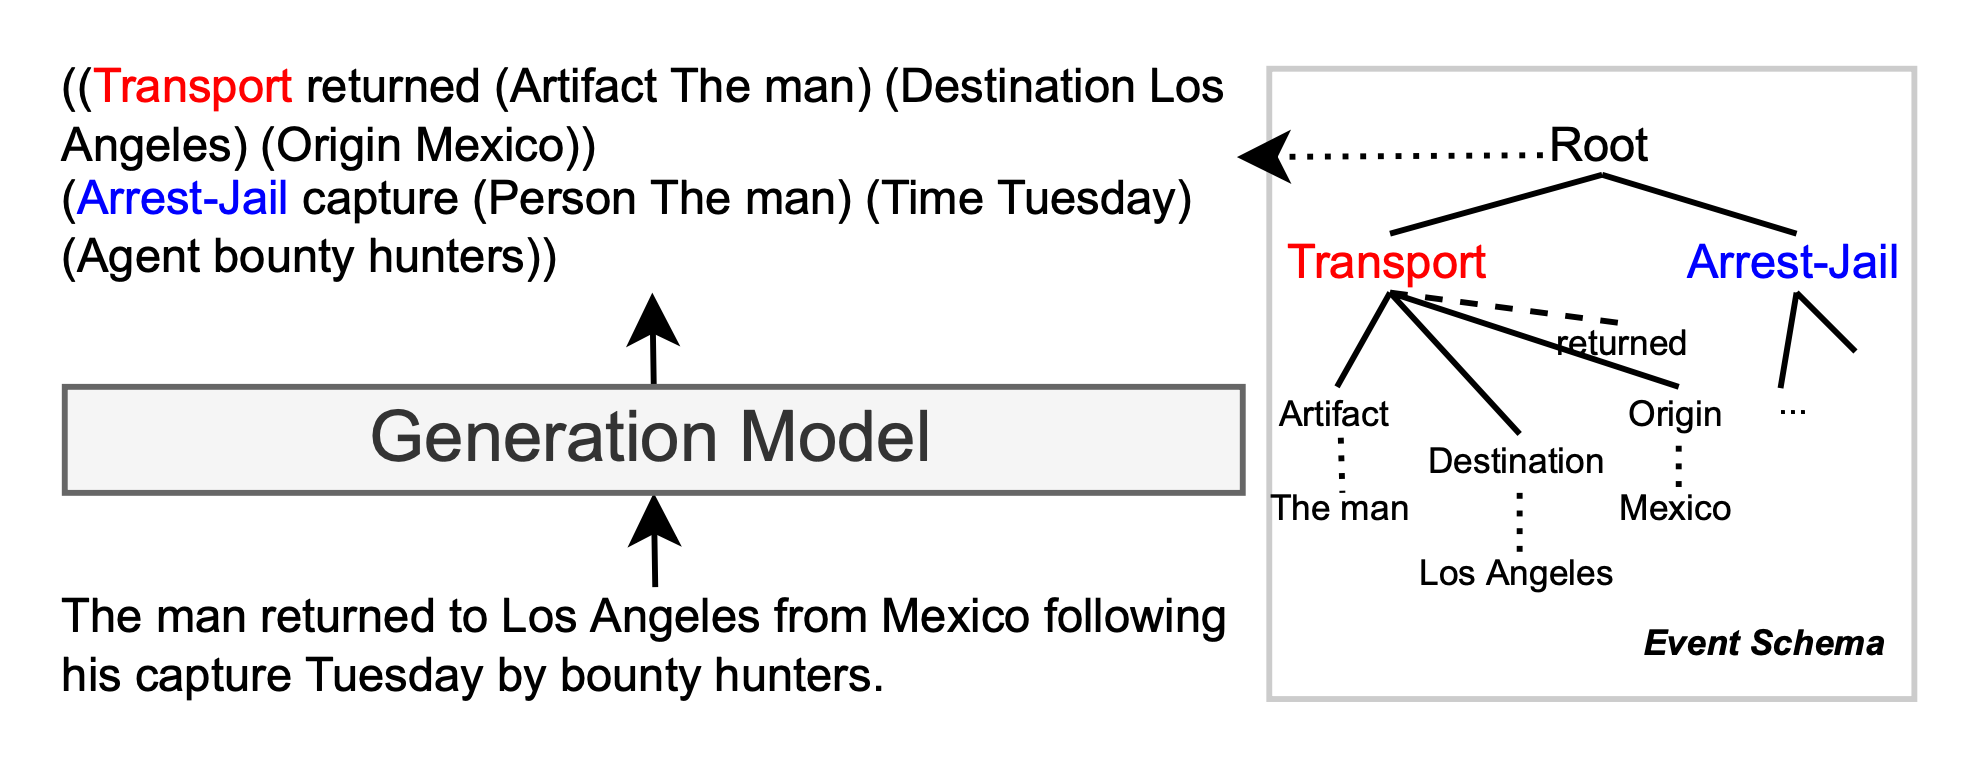 ((Transport returned (Artifact The man) (Destination Los
Angeles) (Origin Mexico))
(Arrest-Jail capture (Person The man) (Time Tuesday)
(Agent bounty hunters))
Generation Model
The man returned to Los Angeles from Mexico following
his capture Tuesday by bounty hunters.
Root
Transport
Arrest-Jail
returned
Artifact
Origin
...
Destination
The man
Mexico
Los Angeles
Event Schema